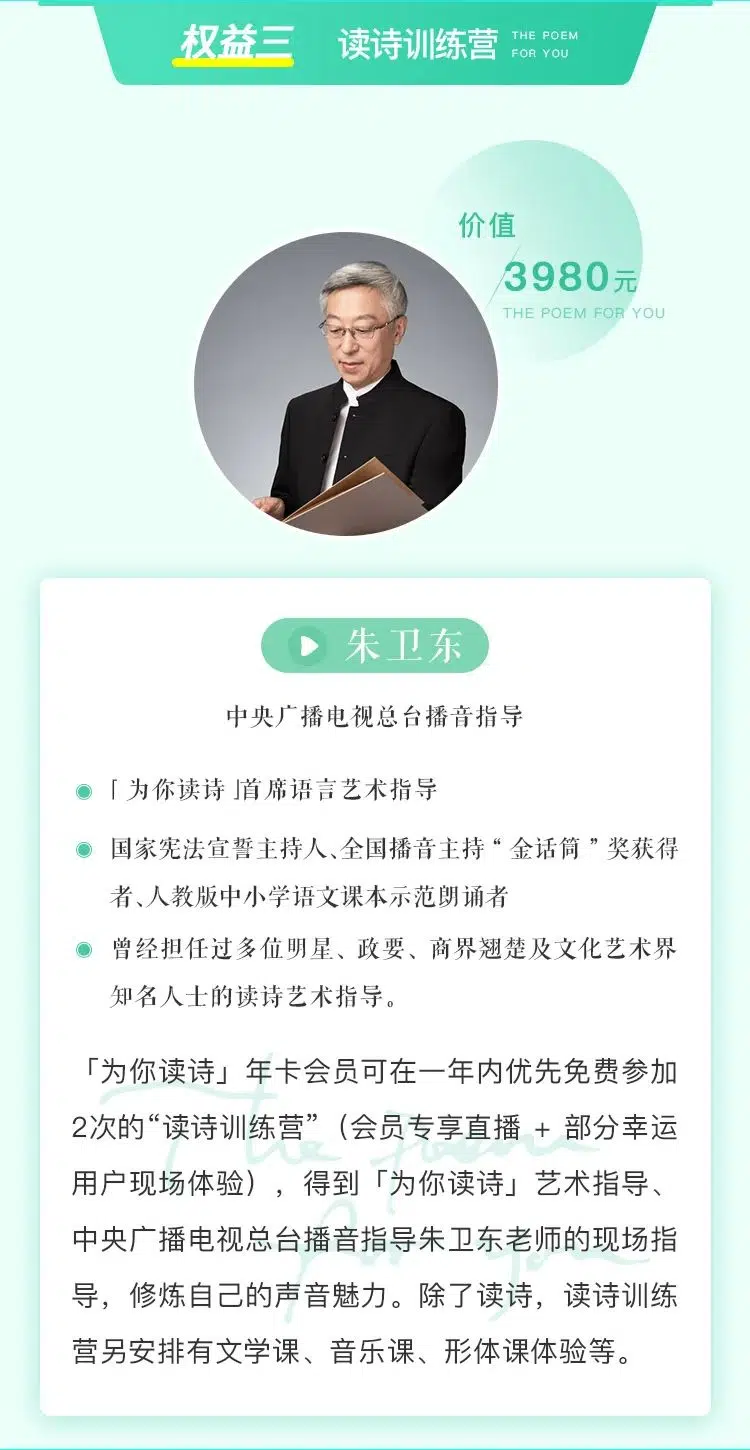 权益三 读诗训练营 THE POEM
FOR YOU
价值
3980元
THE POEM FOR YOU
朱卫东
中央广播电视总台播音指导
「为你读诗」首席语言艺术指导
国家宪法宣誓主持人、全国播音主持“金话筒”奖获得
者、人教版中小学语文课本示范朗诵者
曾经担任过多位明星、政要、商界翘楚及文化艺术界
知名人士的读诗艺术指导。
「为你读诗」年卡会员可在一年内优先免费参加
2次的“读诗训练营”（会员专享直播 + 部分幸运
用户现场体验），得到「为你读诗」艺术指导、
中央广播电视总台播音指导朱卫东老师的现场指
导，修炼自己的声音魅力。除了读诗，读诗训练
营另安排有文学课、音乐课、形体课体验等。
The Poem
for you